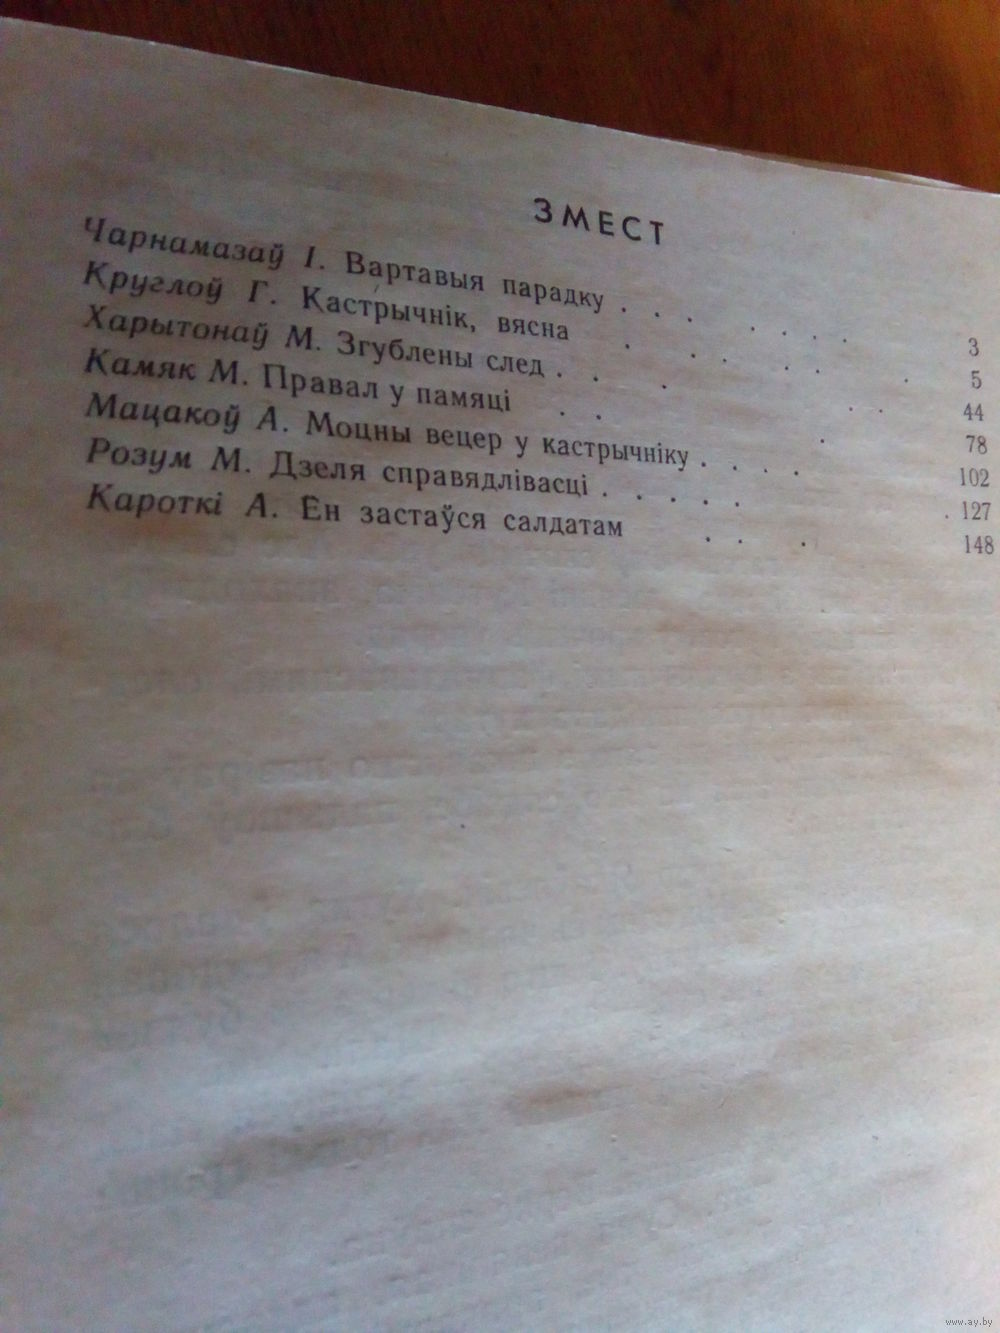 ЗМЕСТ
Чарнамазаў І. Вартавыя парадку . . . . . . . 3
Круглоў Г. Кастрычнік, вясна . . . . . . . 5
Харытонаў М. Згублены след . . . . . 44
Камяк М. Правал у памяці . . . 78
Мацакоў А. Моцны вецер у кастрычніку . . . . 102
Розум М. Дзеля справядлівасці . . . . . . 127
Кароткі А. Ён застаўся салдатам . . . 148
www.ay.by